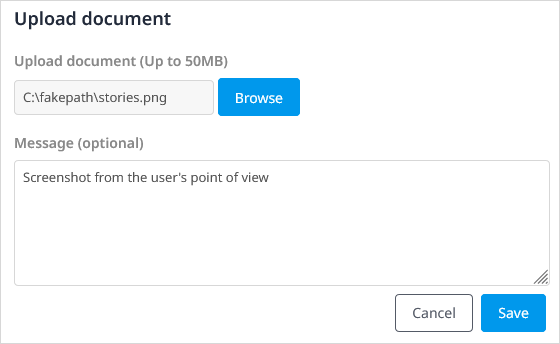 Upload document
Upload document (Up to 50MB)
C:\fakepath\stories.png
Browse
Message (optional)
Screenshot from the user's point of view
Cancel
Save